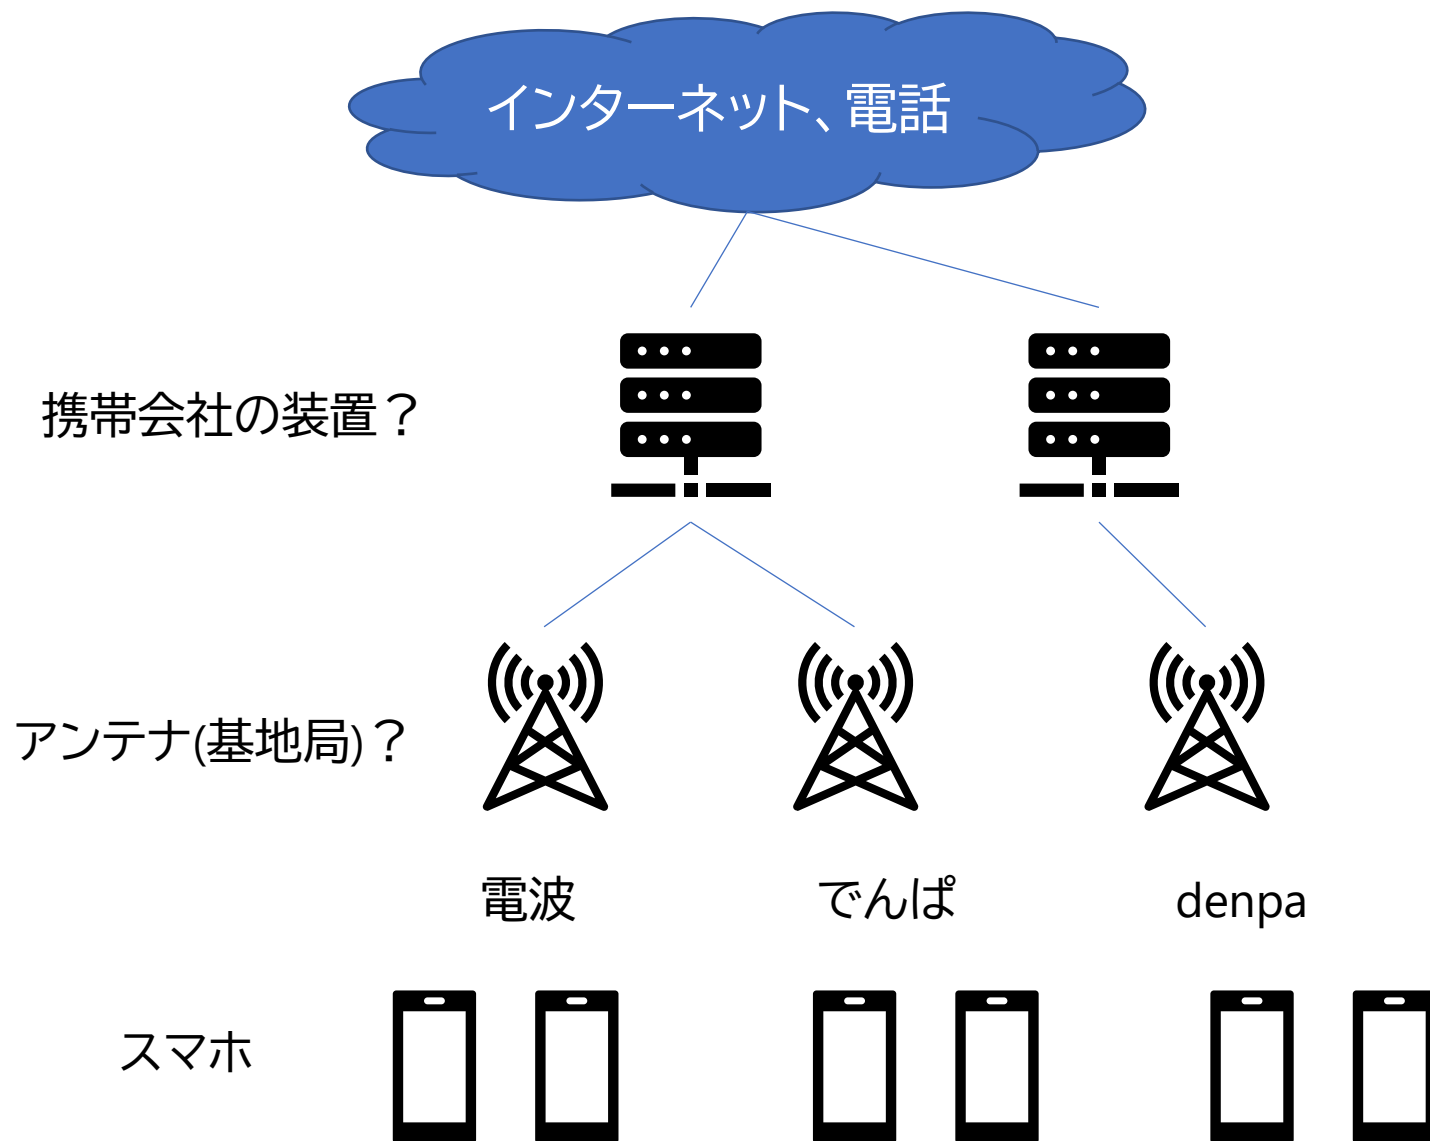 インターネット、電話
携帯会社の装置？
アンテナ(基地局)？
電波
でんぱ
denpa
スマホ